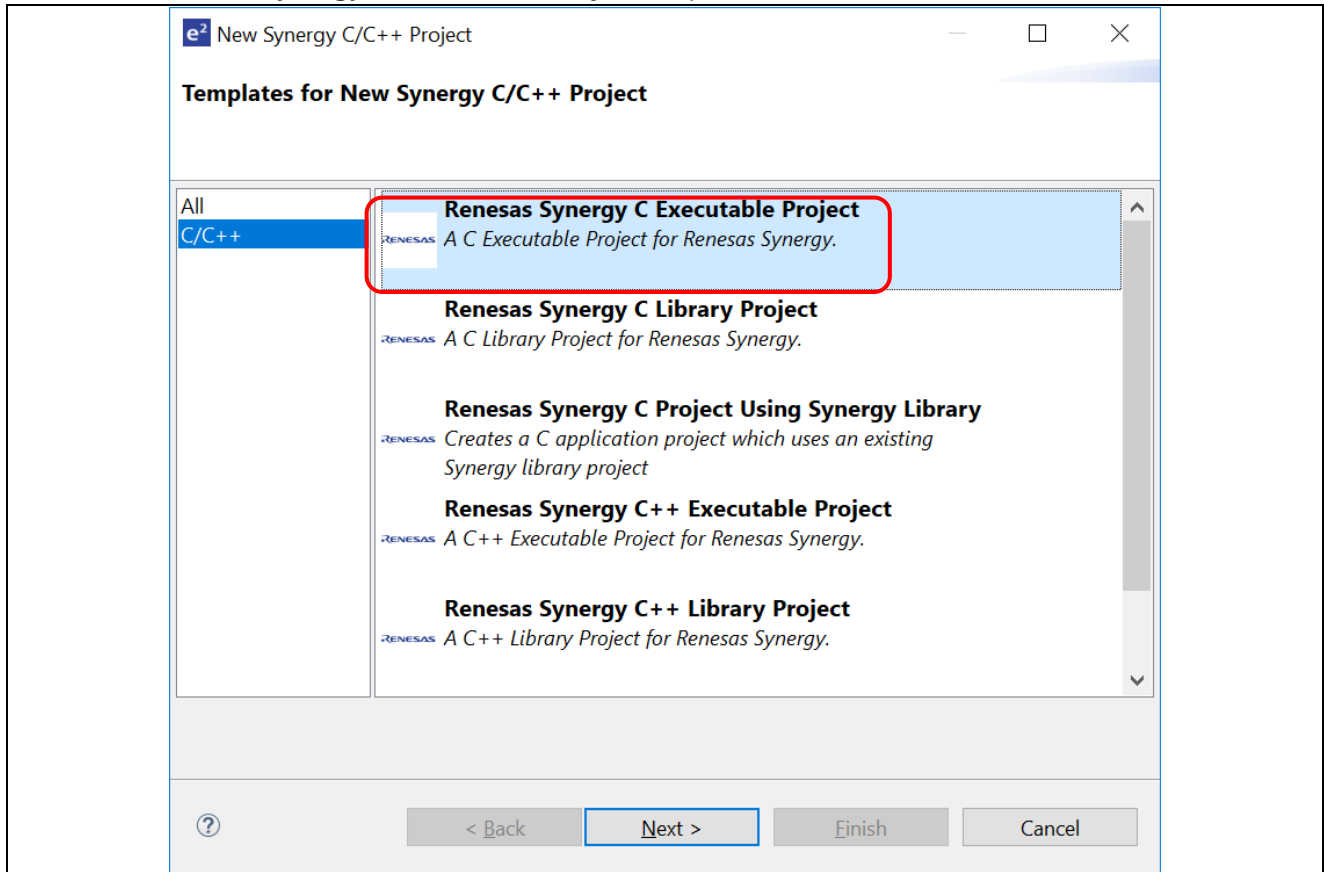 e² New Synergy C/C++ Project
Templates for New Synergy C/C++ Project
All
C/C++
Renesas Synergy C Executable Project
RENESAS A C Executable Project for Renesas Synergy.
Renesas Synergy C Library Project
RENESAS A C Library Project for Renesas Synergy.
Renesas Synergy C Project Using Synergy Library
RENESAS Creates a C application project which uses an existing
Synergy library project
Renesas Synergy C++ Executable Project
RENESAS A C++ Executable Project for Renesas Synergy.
Renesas Synergy C++ Library Project
RENESAS A C++ Library Project for Renesas Synergy.
? < Back Next > Finish Cancel